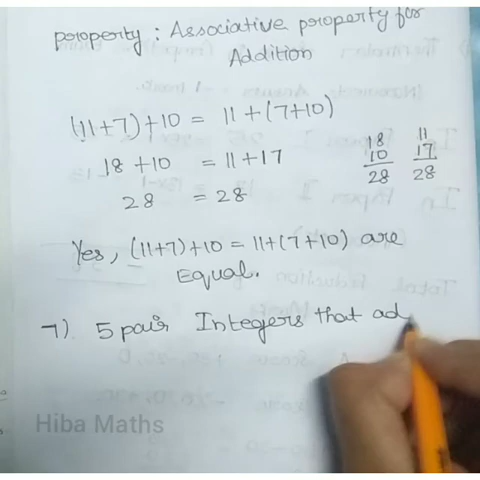 property : Associative property for
Addition
(11+7)+10 = 11+(7+10)
18 +10 = 11+17
28 = 28
18
10
28
11
17
28
Yes, (11+7)+10 = 11+(7+10) are
Equal.
7). 5 pair Integers that ad
Hiba Maths